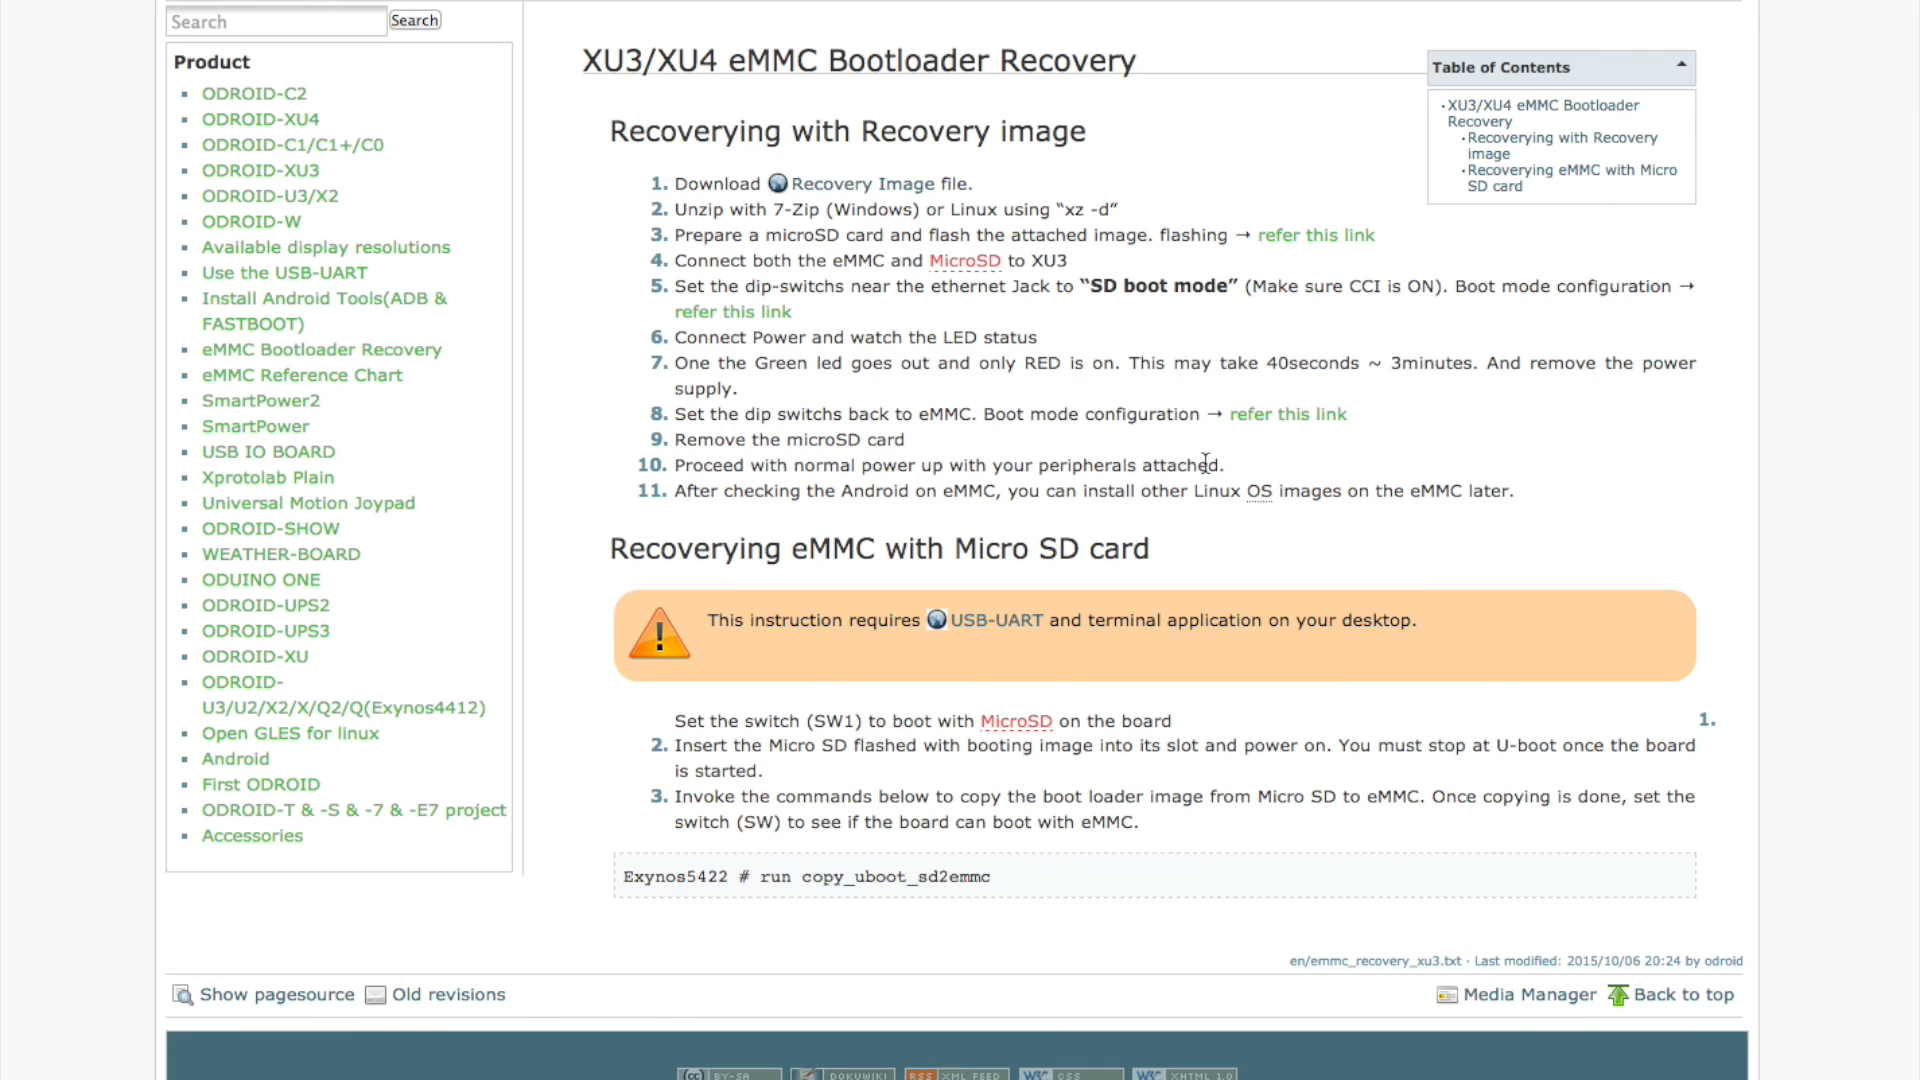 Search
Search
Product
ODROID-C2
ODROID-XU4
ODROID-C1/C1+/C0
ODROID-XU3
ODROID-U3/X2
ODROID-W
Available display resolutions
Use the USB-UART
Install Android Tools(ADB &
FASTBOOT)
eMMC Bootloader Recovery
eMMC Reference Chart
SmartPower2
SmartPower
USB IO BOARD
Xprotolab Plain
Universal Motion Joypad
ODROID-SHOW
WEATHER-BOARD
ODUINO ONE
ODROID-UPS2
ODROID-UPS3
ODROID-XU
ODROID-
U3/U2/X2/X/Q2/Q(Exynos4412)
Open GLES for linux
Android
First ODROID
ODROID-T & -S & -7 & -E7 project
Accessories
XU3/XU4 eMMC Bootloader Recovery
Recoverying with Recovery image
1. Download Recovery Image file.
2. Unzip with 7-Zip (Windows) or Linux using “xz -d”
3. Prepare a microSD card and flash the attached image. flashing → refer this link
4. Connect both the eMMC and MicroSD to XU3
5. Set the dip-switchs near the ethernet Jack to “SD boot mode” (Make sure CCI is ON). Boot mode configuration →
refer this link
6. Connect Power and watch the LED status
7. One the Green led goes out and only RED is on. This may take 40seconds ~ 3minutes. And remove the power
supply.
8. Set the dip switchs back to eMMC. Boot mode configuration → refer this link
9. Remove the microSD card
10. Proceed with normal power up with your peripherals attached.
11. After checking the Android on eMMC, you can install other Linux OS images on the eMMC later.
Recoverying eMMC with Micro SD card
This instruction requires USB-UART and terminal application on your desktop.
Set the switch (SW1) to boot with MicroSD on the board 1.
2. Insert the Micro SD flashed with booting image into its slot and power on. You must stop at U-boot once the board
is started.
3. Invoke the commands below to copy the boot loader image from Micro SD to eMMC. Once copying is done, set the
switch (SW) to see if the board can boot with eMMC.
Exynos5422 # run copy_uboot_sd2emmc
Table of Contents
XU3/XU4 eMMC Bootloader
Recovery
Recoverying with Recovery
image
Recoverying eMMC with Micro
SD card
en/emmc_recovery_xu3.txt · Last modified: 2015/10/06 20:24 by odroid
Show pagesource Old revisions Media Manager Back to top
(cc) BY-SA DOKUWIKI RSS XML FEED W3C CSS W3C XHTML 1.0